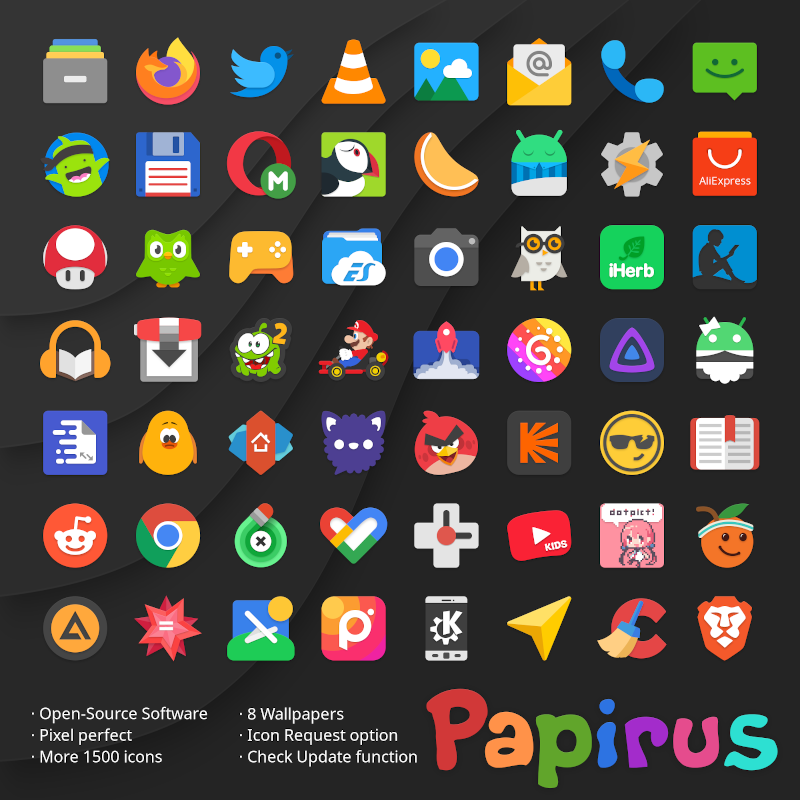 @
M
AliExpress
ES
iHerb
2
M
G
dotpict!
KIDS
K
P
· Open-Source Software
· Pixel perfect
· More 1500 icons
· 8 Wallpapers
· Icon Request option
· Check Update function
Papirus